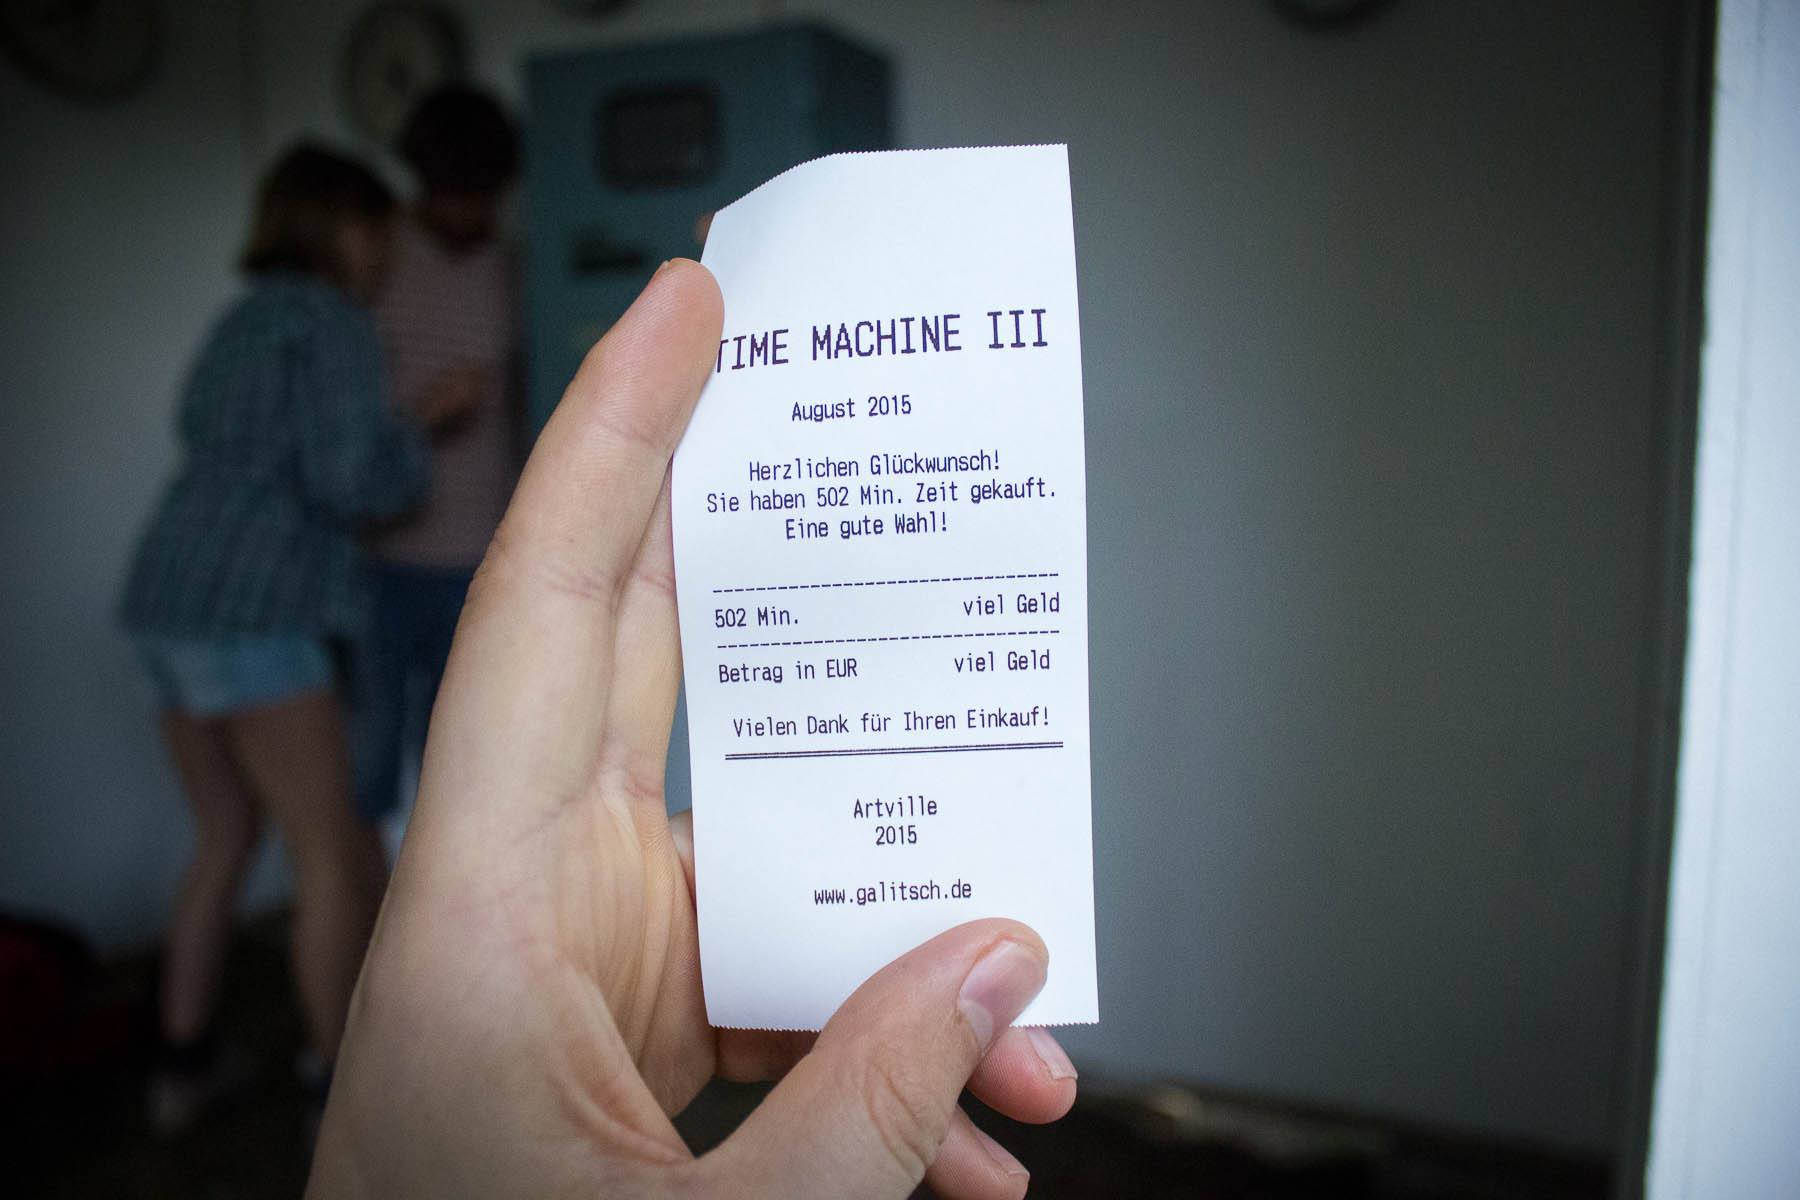 TIME MACHINE III
August 2015
Herzlichen Glückwunsch!
Sie haben 502 Min. Zeit gekauft.
Eine gute Wahl!
502 Min. viel Geld
Betrag in EUR viel Geld
Vielen Dank für Ihren Einkauf!
Artville
2015
www.galitsch.de